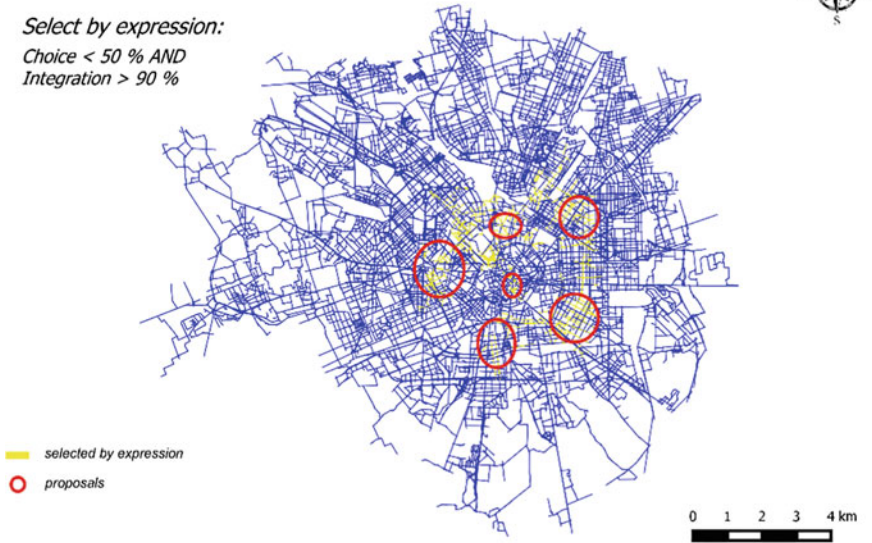 Select by expression:
Choice < 50 % AND
Integration > 90 %
S
selected by expression
proposals
0 1 2 3 4 km